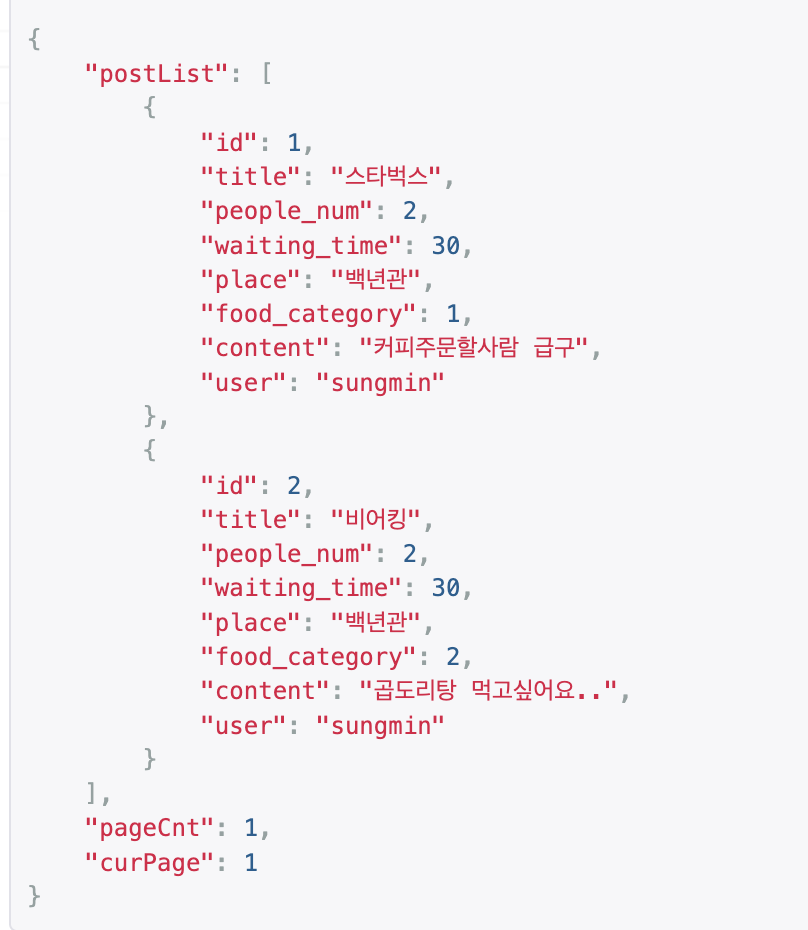 {
    "postList": [
        {
            "id": 1,
            "title": "스타벅스",
            "people_num": 2,
            "waiting_time": 30,
            "place": "백년관",
            "food_category": 1,
            "content": "커피주문할사람 급구",
            "user": "sungmin"
        },
        {
            "id": 2,
            "title": "비어킹",
            "people_num": 2,
            "waiting_time": 30,
            "place": "백년관",
            "food_category": 2,
            "content": "곱도리탕 먹고싶어요..",
            "user": "sungmin"
        }
    ],
    "pageCnt": 1,
    "curPage": 1
}